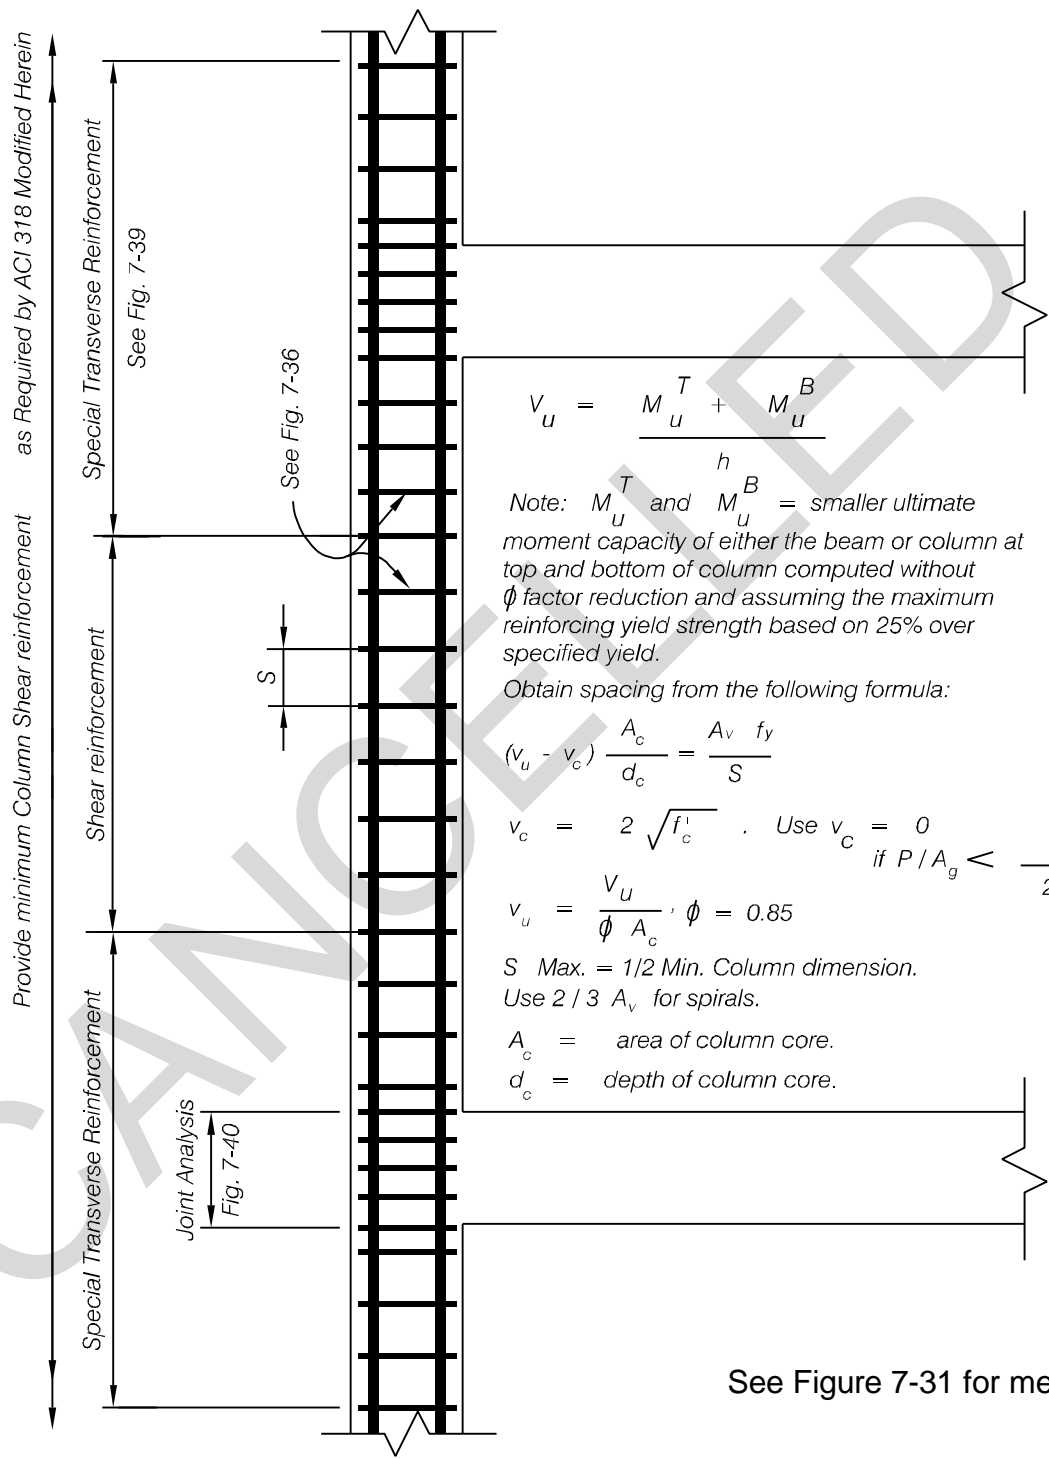 Provide minimum Column Shear reinforcement as Required by ACI 318 Modified Herein
Special Transverse Reinforcement
See Fig. 7-39
See Fig. 7-36
S
Shear reinforcement
Special Transverse Reinforcement
Joint Analysis
Fig. 7-40
V_u = (M_u^T + M_u^B) / h
Note: M_u^T and M_u^B = smaller ultimate
moment capacity of either the beam or column at
top and bottom of column computed without
ϕ factor reduction and assuming the maximum
reinforcing yield strength based on 25% over
specified yield.
Obtain spacing from the following formula:
(v_u - v_c) A_c / d_c = A_v f_y / S
v_c = 2 √f'_c . Use v_c = 0
if P / A_g <
2
v_u = V_u / ϕ A_c , ϕ = 0.85
S Max. = 1/2 Min. Column dimension.
Use 2 / 3 A_v for spirals.
A_c = area of column core.
d_c = depth of column core.
See Figure 7-31 for me
CANCELLED